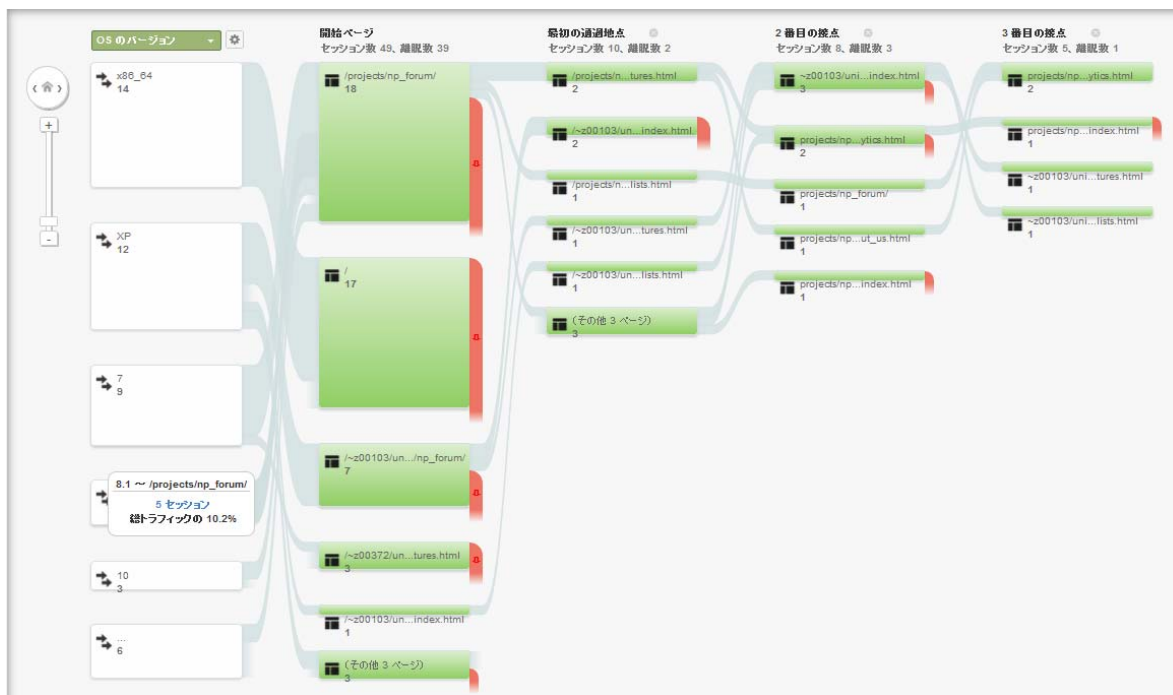 OS のバージョン
x86_64
14
XP
12
7
9
8.1 ～ /projects/np_forum/
5 セッション
総トラフィックの 10.2%
10
3
...
6
開始ページ
セッション数 49、離脱数 39
/projects/np_forum/
18
/
17
/~z00103/un.../np_forum/
7
/~z00372/un...tures.html
3
/~z00103/un...index.html
1
(その他 3 ページ)
3
最初の通過地点
セッション数 10、離脱数 2
/projects/n...tures.html
2
/~z00103/un...index.html
2
/projects/n...lists.html
1
/~z00103/un...tures.html
1
/~z00103/un...lists.html
1
(その他 3 ページ)
3
2 番目の接点
セッション数 8、離脱数 3
~z00103/uni...index.html
3
projects/np...ytics.html
2
projects/np_forum/
1
projects/np...ut_us.html
1
projects/np...index.html
1
3 番目の接点
セッション数 5、離脱数 1
projects/np...ytics.html
2
projects/np...index.html
1
~z00103/uni...tures.html
1
~z00103/uni...lists.html
1